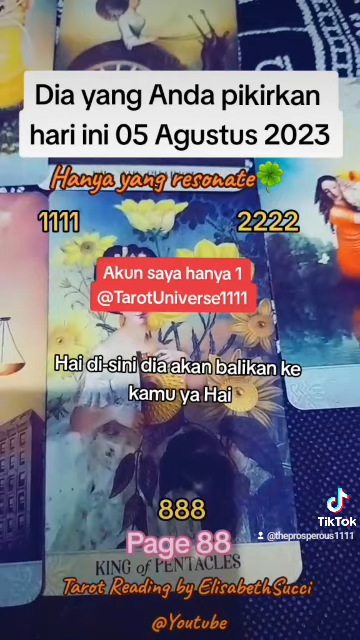 Dia yang Anda pikirkan
hari ini 05 Agustus 2023
Hanya yang resonate🍀
1111
2222
Akun saya hanya 1
@TarotUniverse1111
Hai di-sini dia akan balikan ke
kamu ya Hai
888
TikTok
Page 88
@theprosperous1111
KING of PENTACLES
Tarot Reading by ElisabethSucci
@Youtube